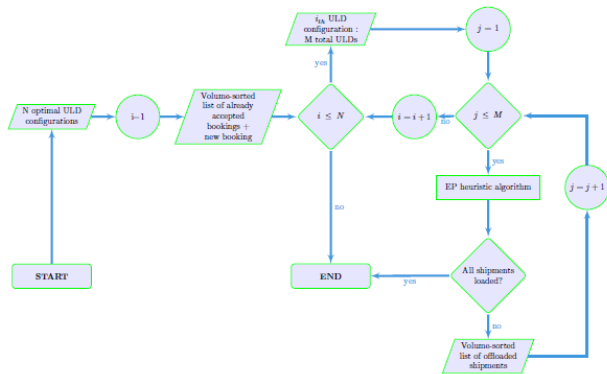 i_th ULD
configuration :
M total ULDs
j = 1
yes
N optimal ULD
configurations
i–1
Volume-sorted
list of already
accepted
bookings +
new booking
i ≤ N
i = i + 1
no
j ≤ M
yes
EP heuristic algorithm
j = j + 1
no
START
END
yes
All shipments
loaded?
no
Volume-sorted
list of offloaded
shipments